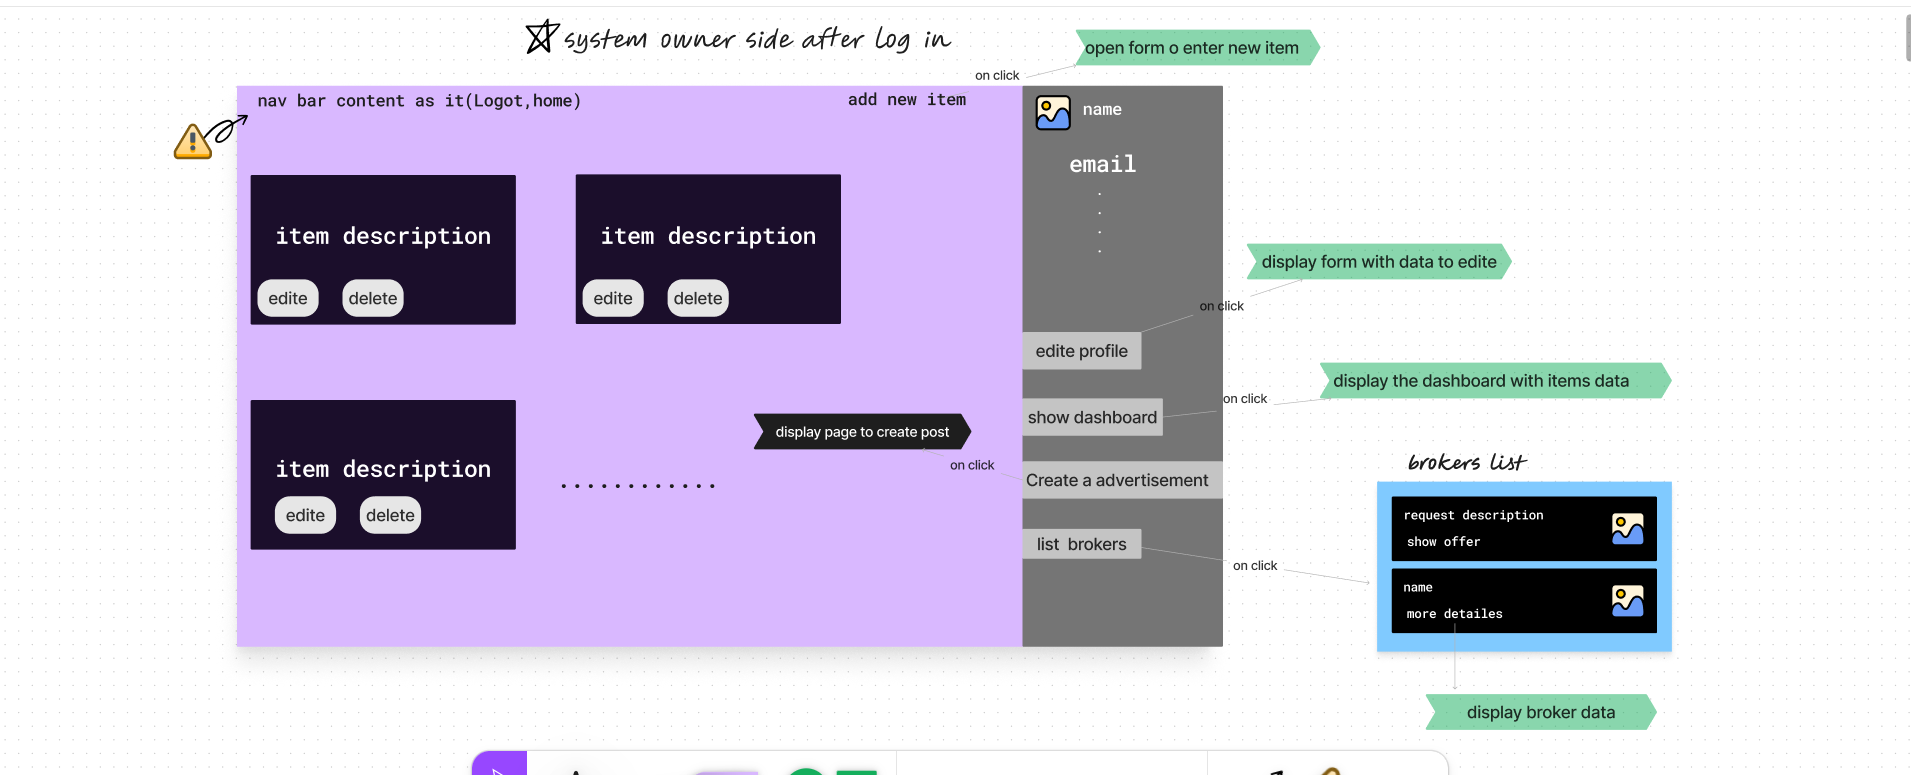 system owner side after log in
open form o enter new item
on click
nav bar content as it(Logot,home)
add new item
name
email
item description
edite
delete
item description
edite
delete
display form with data to edite
on click
edite profile
display the dashboard with items data
on click
show dashboard
display page to create post
on click
Create a advertisement
item description
edite
delete
............
list brokers
on click
brokers list
request description
show offer
name
more detailes
display broker data